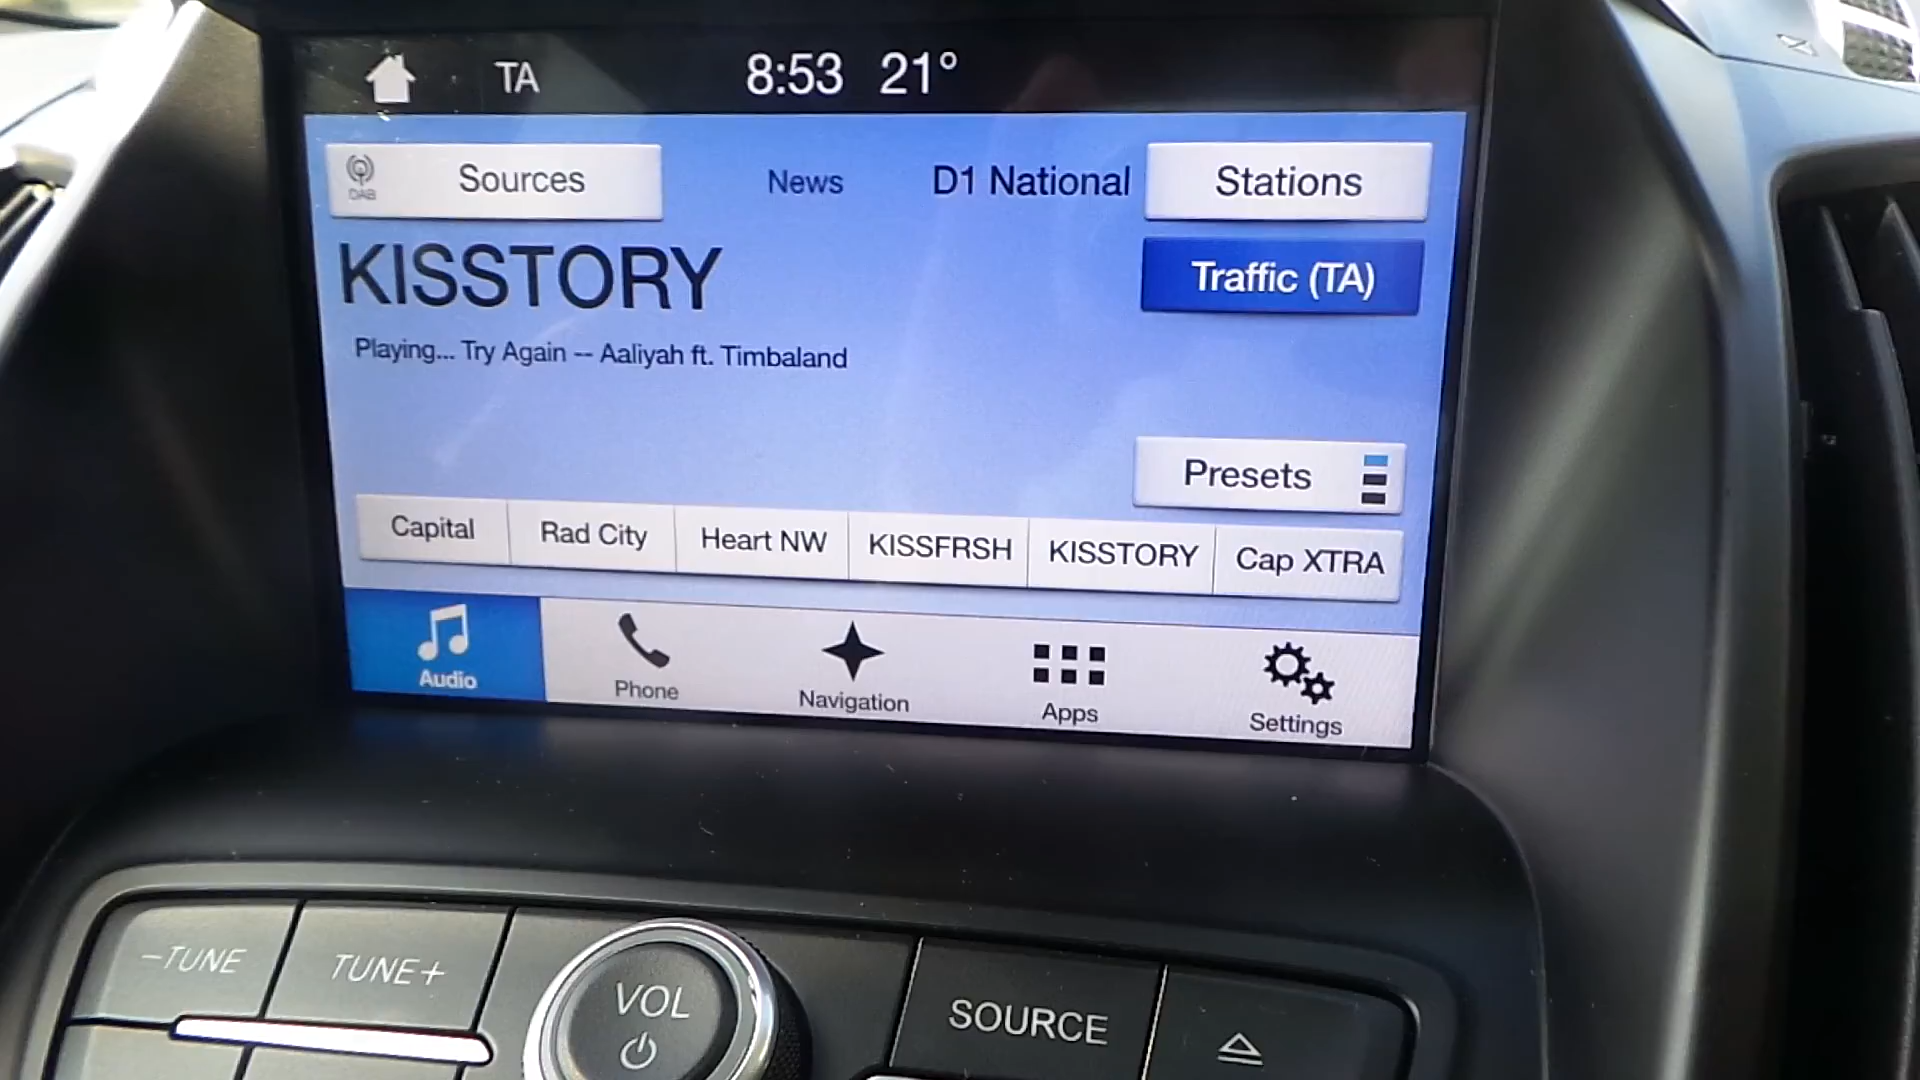 TA 8:53 21°
DAB Sources News D1 National Stations
KISSTORY
Traffic (TA)
Playing... Try Again -- Aaliyah ft. Timbaland
Presets
Capital Rad City Heart NW KISSFRSH KISSTORY Cap XTRA
Audio Phone Navigation Apps Settings
-TUNE TUNE+ VOL SOURCE